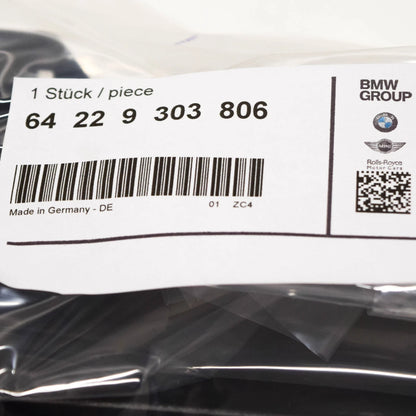 1 Stück / piece
64 22 9 303 806
Made in Germany - DE 01 ZC4
BMW
GROUP
MINI
Rolls-Royce
Motor Cars